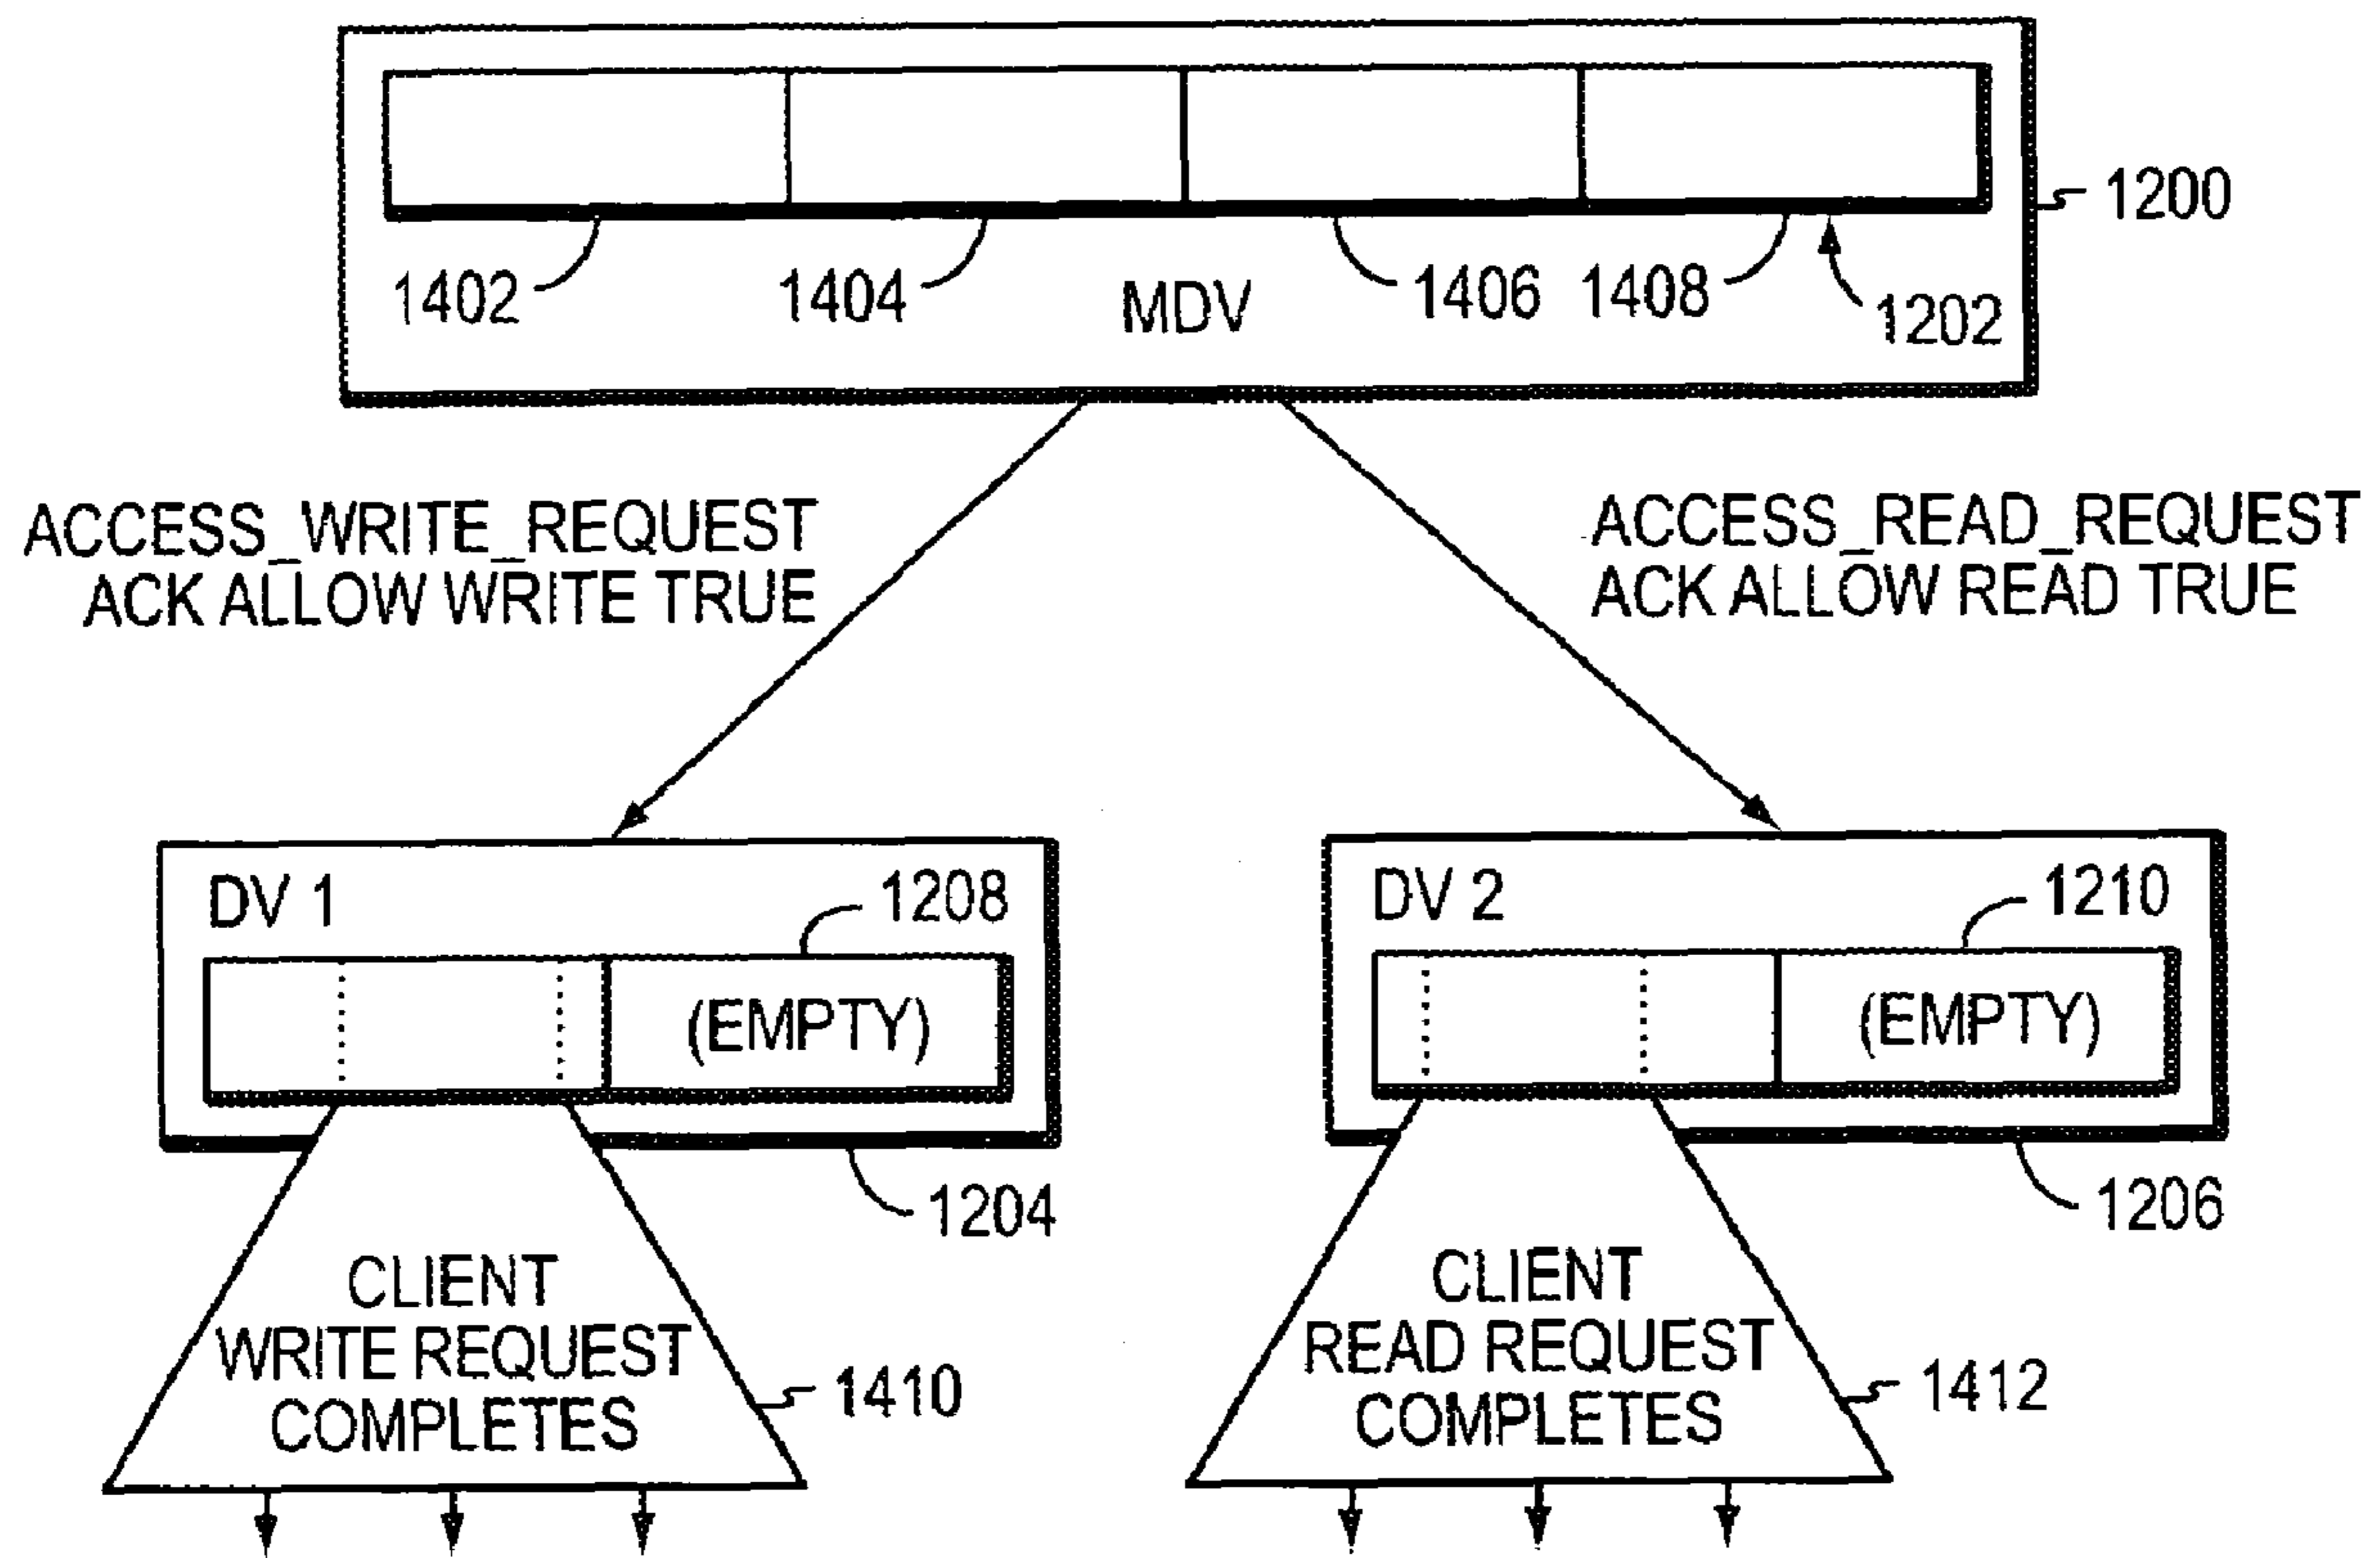 1200
1402
1404
MDV
1406
1408
1202
ACCESS_WRITE_REQUEST
ACK ALLOW WRITE TRUE
ACCESS_READ_REQUEST
ACK ALLOW READ TRUE
DV 1
1208
(EMPTY)
1204
DV 2
1210
(EMPTY)
1206
CLIENT
WRITE REQUEST
COMPLETES
1410
CLIENT
READ REQUEST
COMPLETES
1412